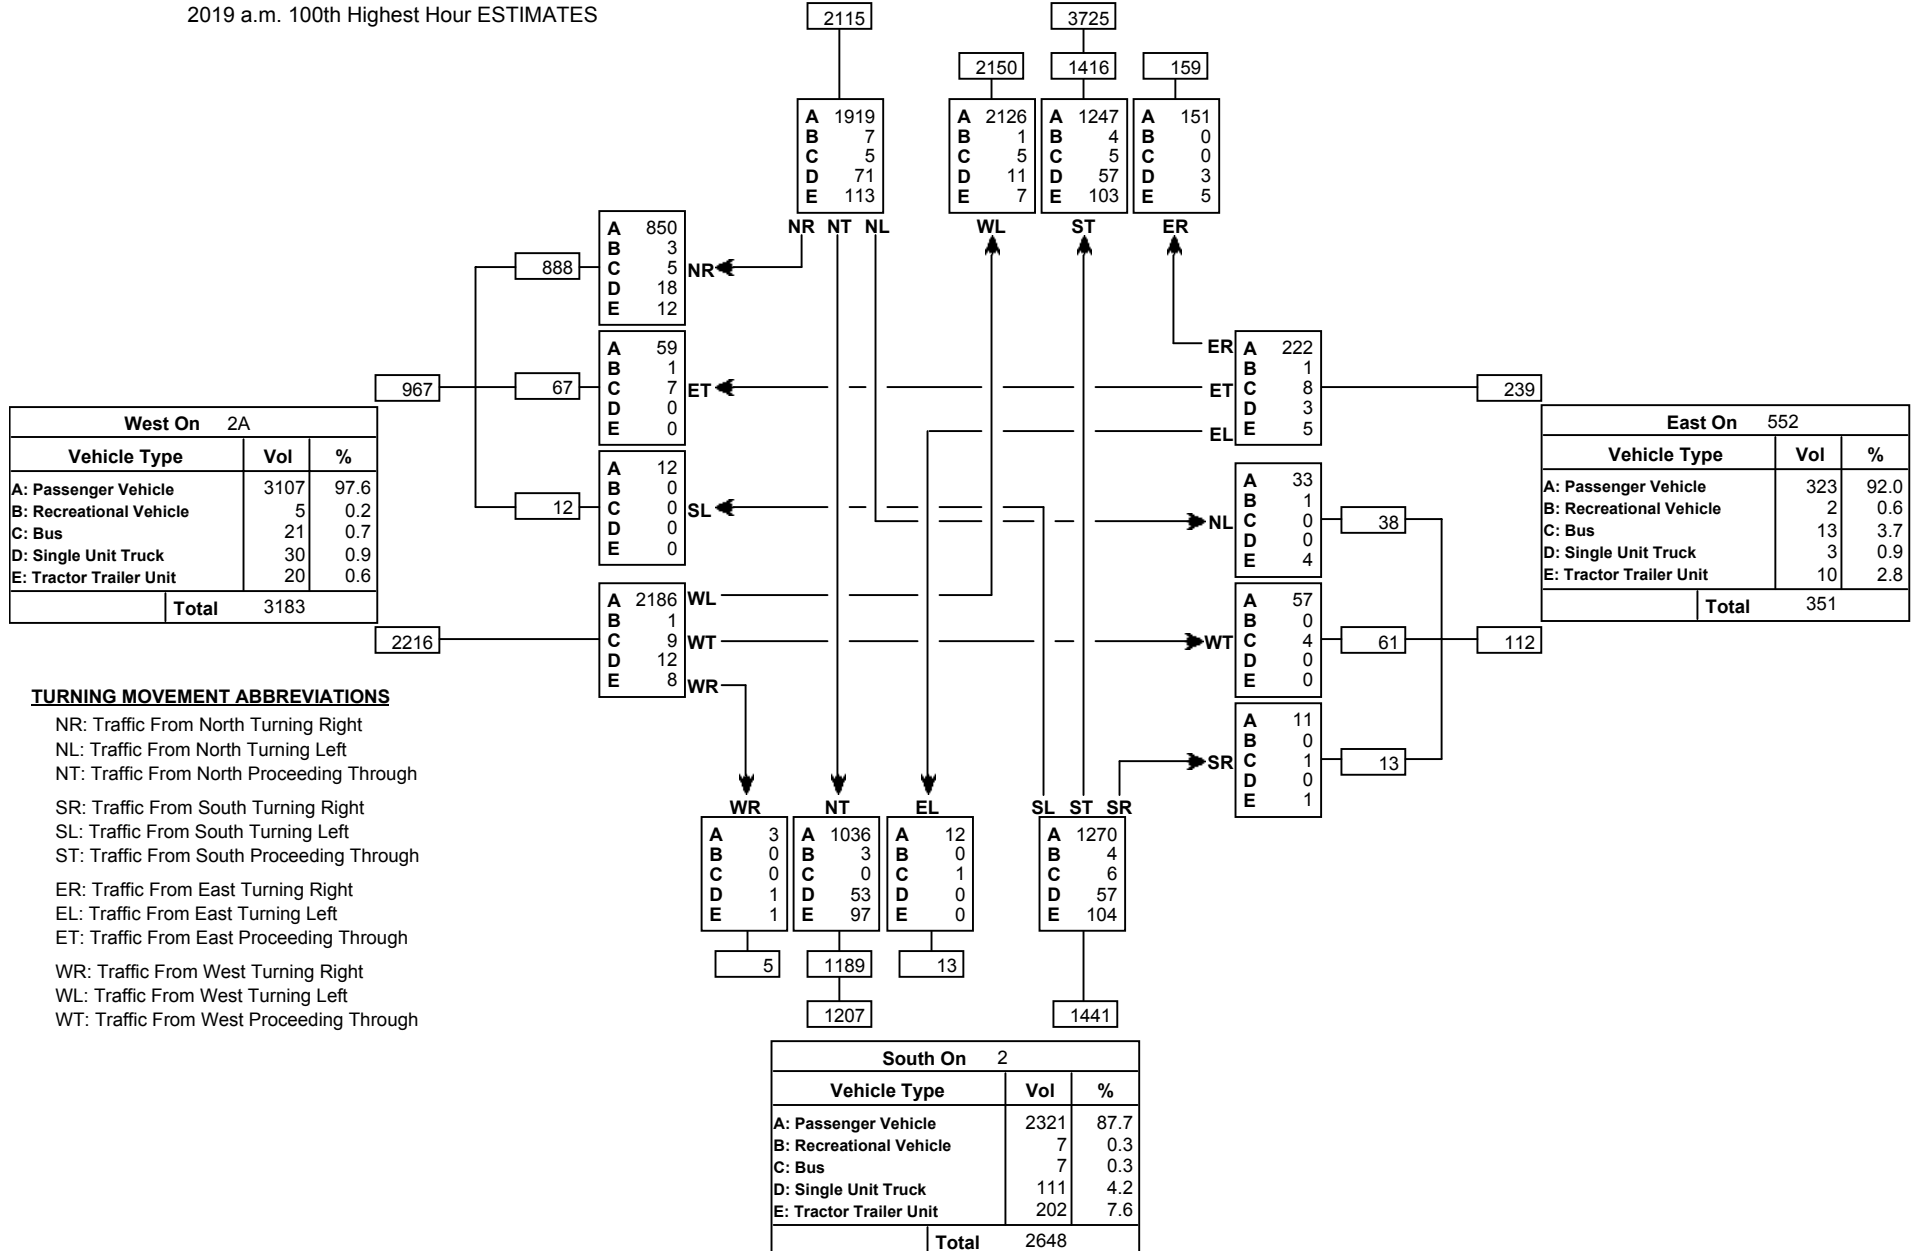 2019 a.m. 100th Highest Hour ESTIMATES
2115
3725
2150
1416
159
A 1919
B 7
C 5
D 71
E 113
A 2126
B 1
C 5
D 11
E 7
A 1247
B 4
C 5
D 57
E 103
A 151
B 0
C 0
D 3
E 5
NR NT NL
WL
ST
ER
888
A 850
B 3
C 5
D 18
E 12
NR
967
67
A 59
B 1
C 7
D 0
E 0
ET
12
A 12
B 0
C 0
D 0
E 0
SL
ER
ET
EL
A 222
B 1
C 8
D 3
E 5
239
NL
A 33
B 1
C 0
D 0
E 4
38
West On 2A
Vehicle Type Vol %
A: Passenger Vehicle 3107 97.6
B: Recreational Vehicle 5 0.2
C: Bus 21 0.7
D: Single Unit Truck 30 0.9
E: Tractor Trailer Unit 20 0.6
Total 3183
East On 552
Vehicle Type Vol %
A: Passenger Vehicle 323 92.0
B: Recreational Vehicle 2 0.6
C: Bus 13 3.7
D: Single Unit Truck 3 0.9
E: Tractor Trailer Unit 10 2.8
Total 351
2216
A 2186
B 1
C 9
D 12
E 8
WL
WT
WR
WT
A 57
B 0
C 4
D 0
E 0
61
112
SR
A 11
B 0
C 1
D 0
E 1
13
TURNING MOVEMENT ABBREVIATIONS
NR: Traffic From North Turning Right
NL: Traffic From North Turning Left
NT: Traffic From North Proceeding Through
SR: Traffic From South Turning Right
SL: Traffic From South Turning Left
ST: Traffic From South Proceeding Through
ER: Traffic From East Turning Right
EL: Traffic From East Turning Left
ET: Traffic From East Proceeding Through
WR: Traffic From West Turning Right
WL: Traffic From West Turning Left
WT: Traffic From West Proceeding Through
WR
NT
EL
SL ST SR
A 3
B 0
C 0
D 1
E 1
A 1036
B 3
C 0
D 53
E 97
A 12
B 0
C 1
D 0
E 0
A 1270
B 4
C 6
D 57
E 104
5
1189
13
1207
1441
South On 2
Vehicle Type Vol %
A: Passenger Vehicle 2321 87.7
B: Recreational Vehicle 7 0.3
C: Bus 7 0.3
D: Single Unit Truck 111 4.2
E: Tractor Trailer Unit 202 7.6
Total 2648